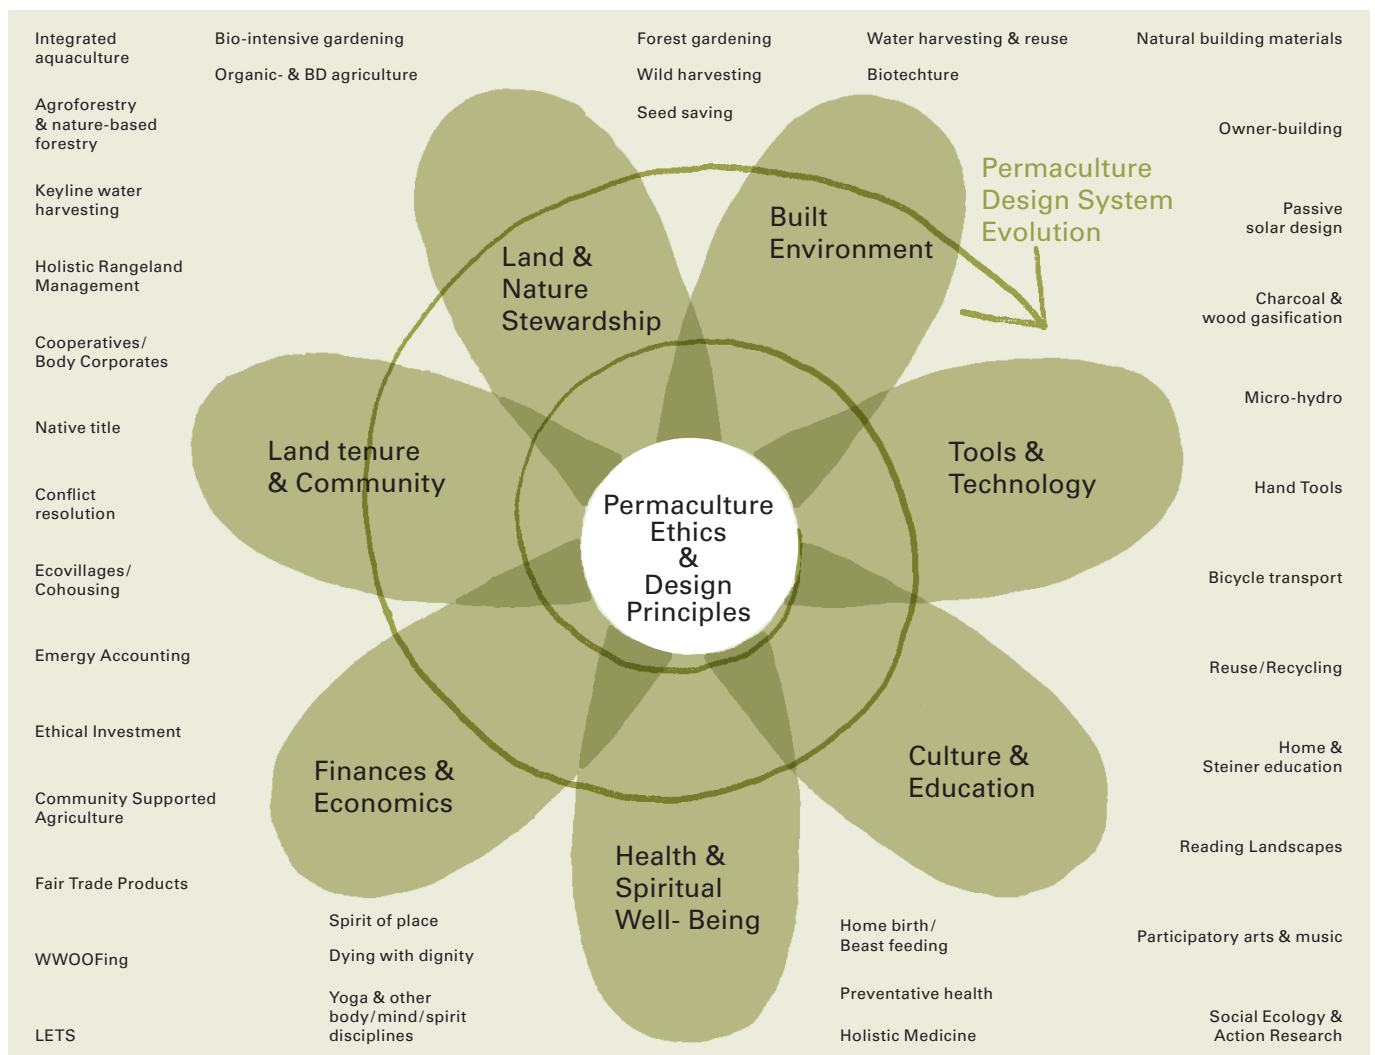 Integrated
aquaculture
Bio-intensive gardening
Organic- & BD agriculture
Forest gardening
Wild harvesting
Seed saving
Water harvesting & reuse
Biotechture
Natural building materials
Agroforestry
& nature-based
forestry
Keyline water
harvesting
Holistic Rangeland
Management
Cooperatives/
Body Corporates
Native title
Conflict
resolution
Ecovillages/
Cohousing
Emergy Accounting
Ethical Investment
Community Supported
Agriculture
Fair Trade Products
WWOOFing
LETS
Owner-building
Passive
solar design
Charcoal &
wood gasification
Micro-hydro
Hand Tools
Bicycle transport
Reuse/Recycling
Home &
Steiner education
Reading Landscapes
Participatory arts & music
Social Ecology &
Action Research
Permaculture
Design System
Evolution
Land &
Nature
Stewardship
Built
Environment
Land tenure
& Community
Tools &
Technology
Permaculture
Ethics
&
Design
Principles
Finances &
Economics
Culture &
Education
Health &
Spiritual
Well- Being
Spirit of place
Dying with dignity
Yoga & other
body/mind/spirit
disciplines
Home birth/
Beast feeding
Preventative health
Holistic Medicine